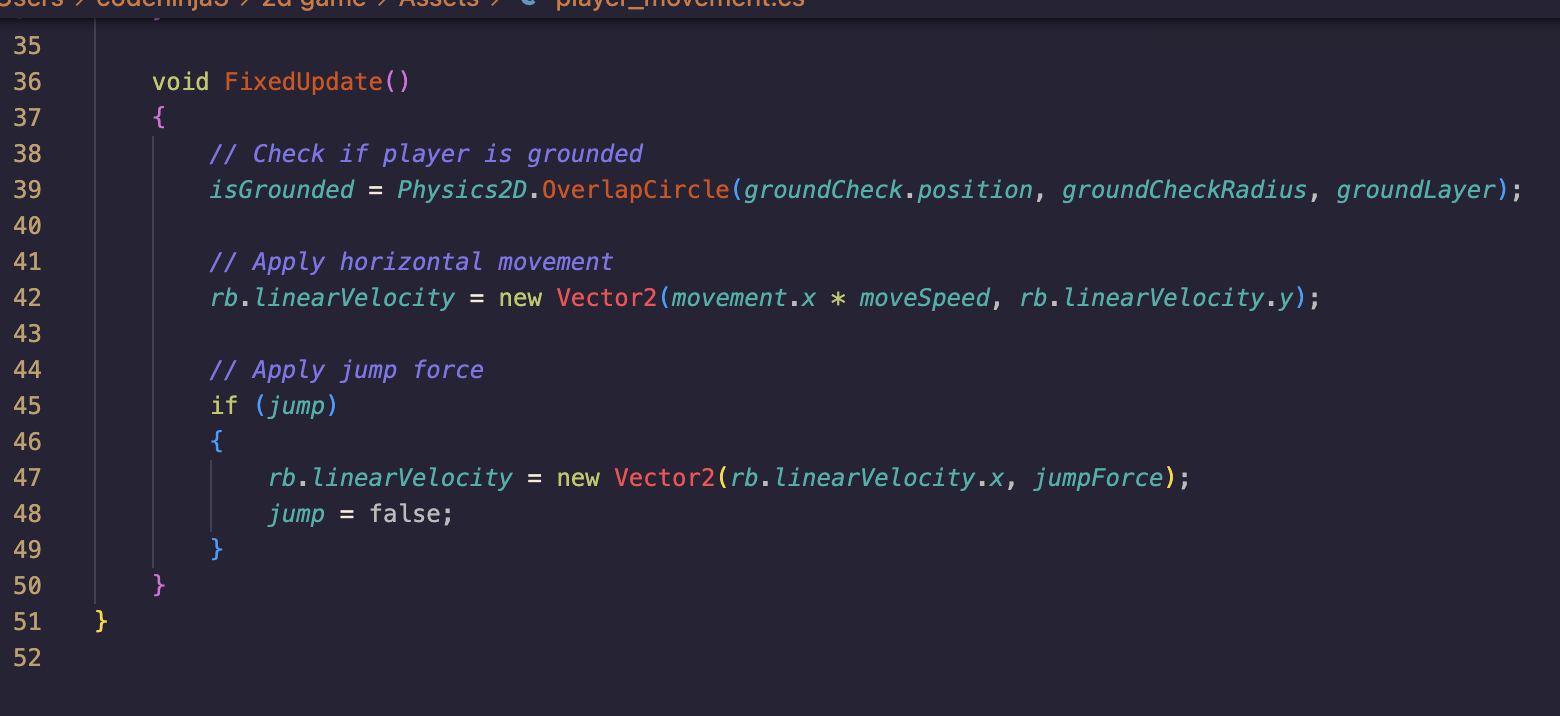 Users > codeninja3 > 2d game > Assets > player_movement.cs
35
36 void FixedUpdate()
37 {
38 // Check if player is grounded
39 isGrounded = Physics2D.OverlapCircle(groundCheck.position, groundCheckRadius, groundLayer);
40
41 // Apply horizontal movement
42 rb.linearVelocity = new Vector2(movement.x * moveSpeed, rb.linearVelocity.y);
43
44 // Apply jump force
45 if (jump)
46 {
47 rb.linearVelocity = new Vector2(rb.linearVelocity.x, jumpForce);
48 jump = false;
49 }
50 }
51 }
52